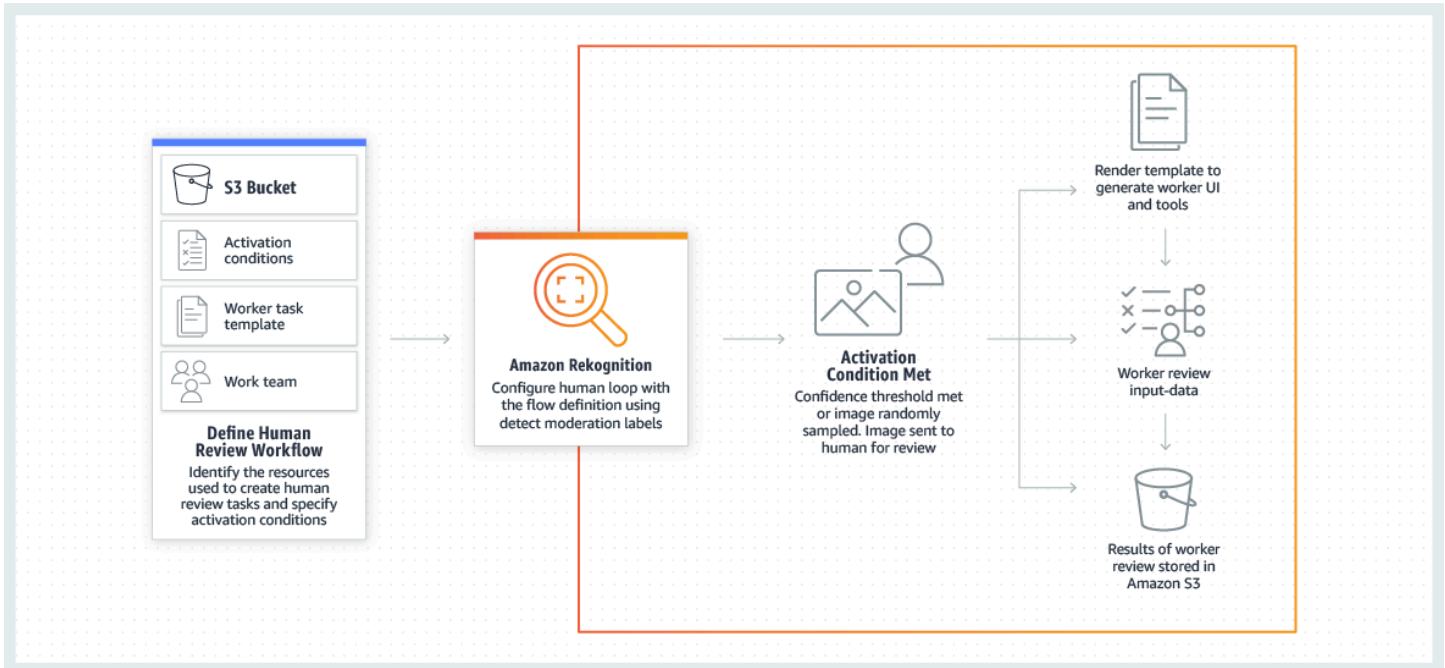 S3 Bucket
Activation
conditions
Worker task
template
Work team
Define Human
Review Workflow
Identify the resources
used to create human
review tasks and specify
activation conditions
Amazon Rekognition
Configure human loop with
the flow definition using
detect moderation labels
Activation
Condition Met
Confidence threshold met
or image randomly
sampled. Image sent to
human for review
Render template to
generate worker UI
and tools
Worker review
input-data
Results of worker
review stored in
Amazon S3